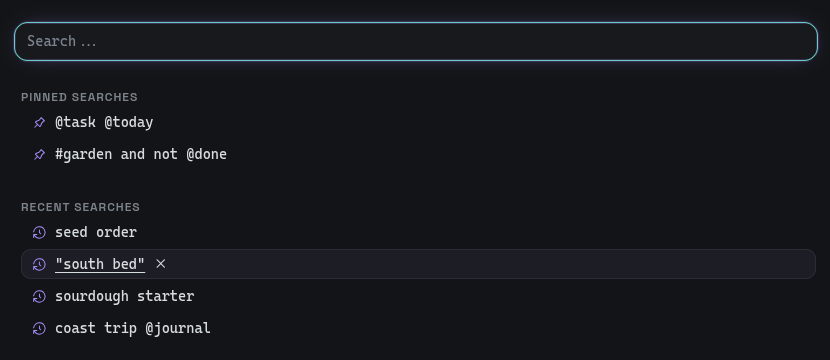 Search ...
PINNED SEARCHES
@task @today
#garden and not @done
RECENT SEARCHES
seed order
"south bed"
sourdough starter
coast trip @journal